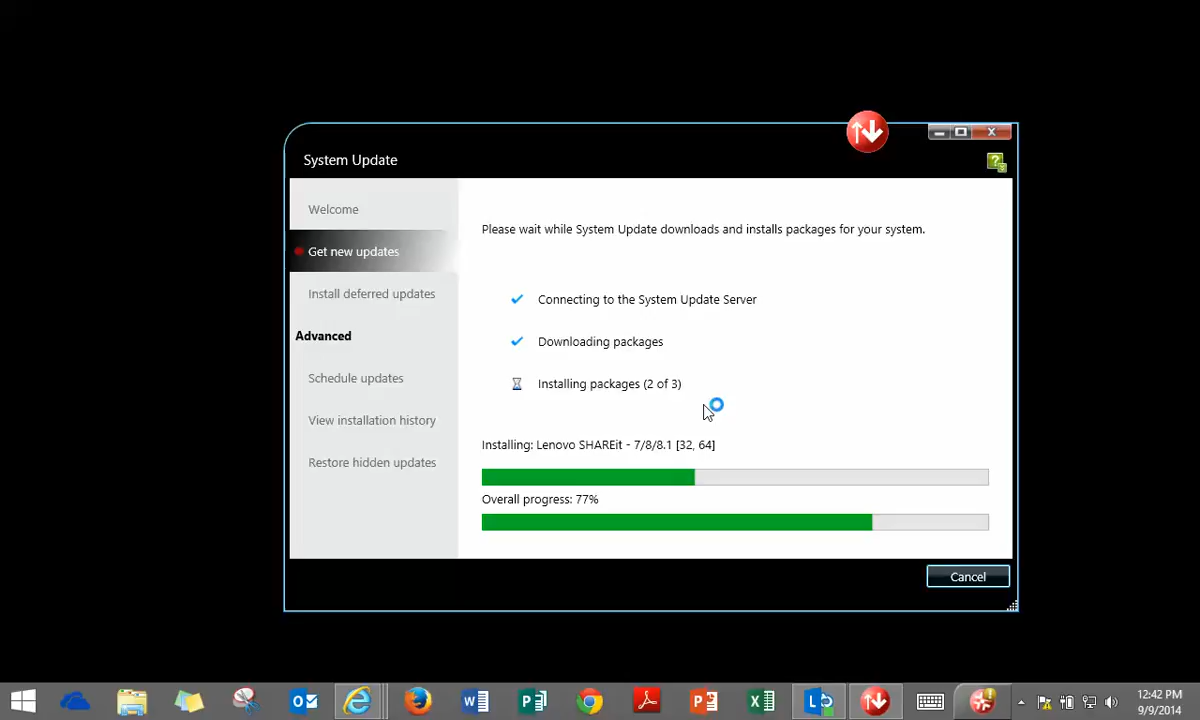 System Update
Welcome
Get new updates
Install deferred updates
Advanced
Schedule updates
View installation history
Restore hidden updates
Please wait while System Update downloads and installs packages for your system.
Connecting to the System Update Server
Downloading packages
Installing packages (2 of 3)
Installing: Lenovo SHAREit - 7/8/8.1 [32, 64]
Overall progress: 77%
Cancel
12:42 PM
9/9/2014